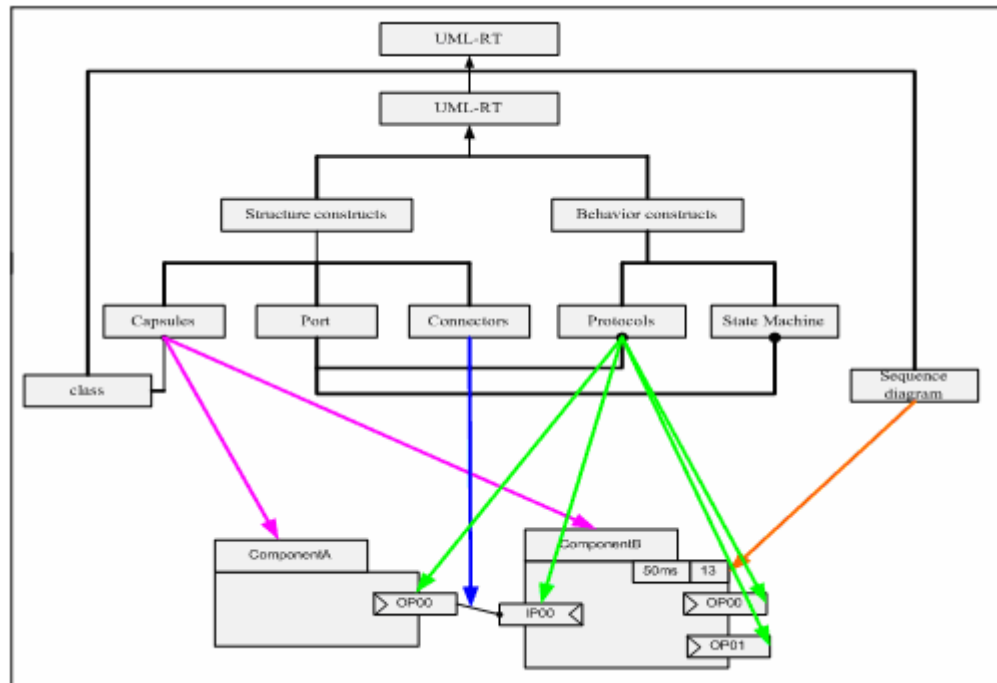 UML-RT
UML-RT
Structure constructs
Behavior constructs
Capsules
Port
Connectors
Protocols
State Machine
class
Sequence
diagram
ComponentA
ComponentB
50ms
13
OP00
IP00
OP00
OP01